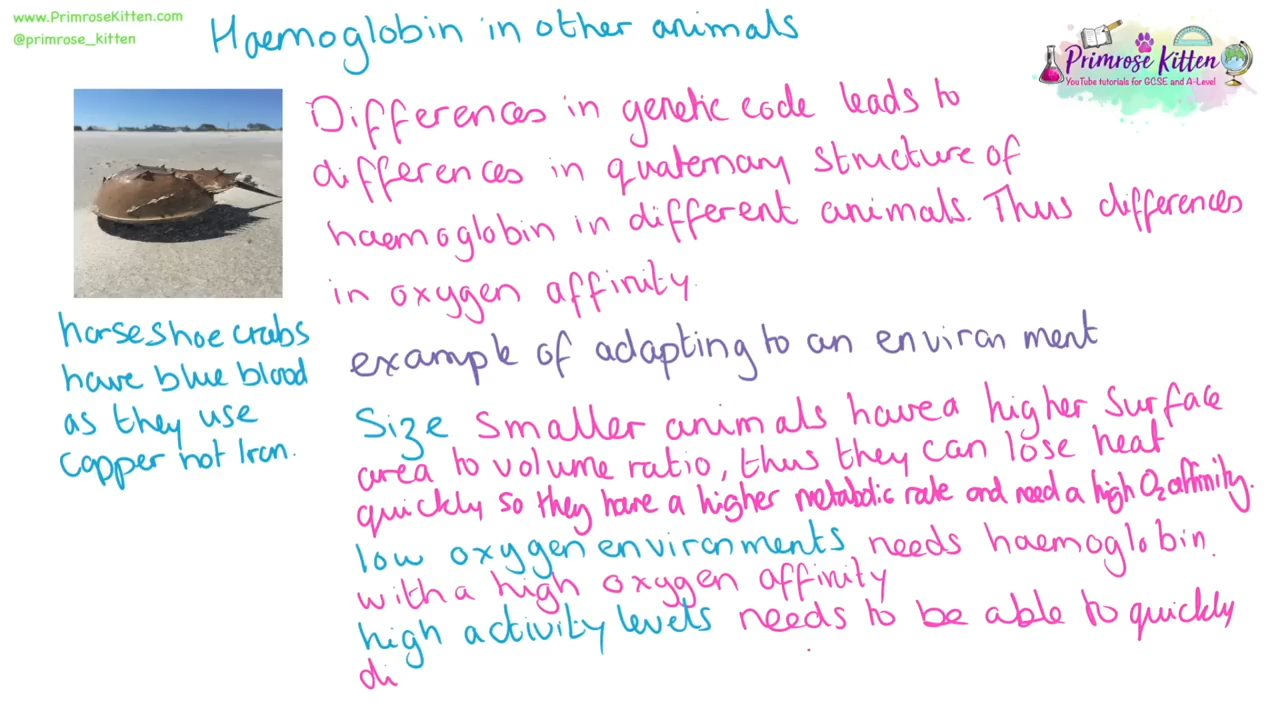 www.PrimroseKitten.com
@primrose_kitten
Haemoglobin in other animals
Primrose Kitten
YouTube tutorials for GCSE and A-Level
Differences in genetic code leads to
differences in quaternary structure of
haemoglobin in different animals. Thus differences
in oxygen affinity.
horseshoe crabs
have blue blood
as they use
copper not Iron.
example of adapting to an environment
Size Smaller animals have a higher surface
area to volume ratio, thus they can lose heat
quickly so they have a higher metabolic rate and need a high O2 affinity.
low oxygen environments needs haemoglobin
with a high oxygen affinity
high activity levels needs to be able to quickly
di